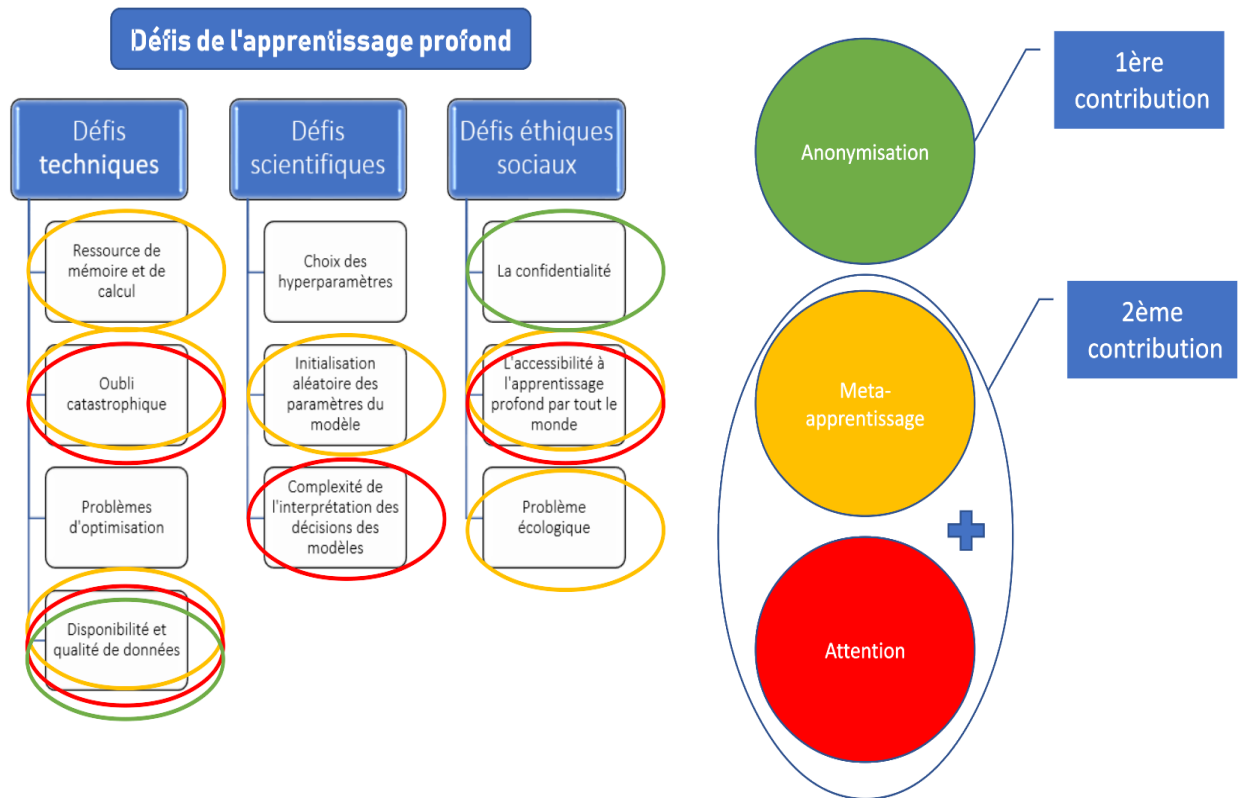 Défis de l'apprentissage profond
Défis
techniques
Ressource de
mémoire et de
calcul
Oubli
catastrophique
Problèmes
d'optimisation
Disponibilité et
qualité de données
Défis
scientifiques
Choix des
hyperparamètres
Initialisation
aléatoire des
paramètres du
modèle
Complexité de
l'interprétation des
décisions des
modèles
Défis éthiques
sociaux
La confidentialité
L'accessibilité à
l'apprentissage
profond par tout le
monde
Problème
écologique
Anonymisation
1ère
contribution
Meta-
apprentissage
2ème
contribution
Attention